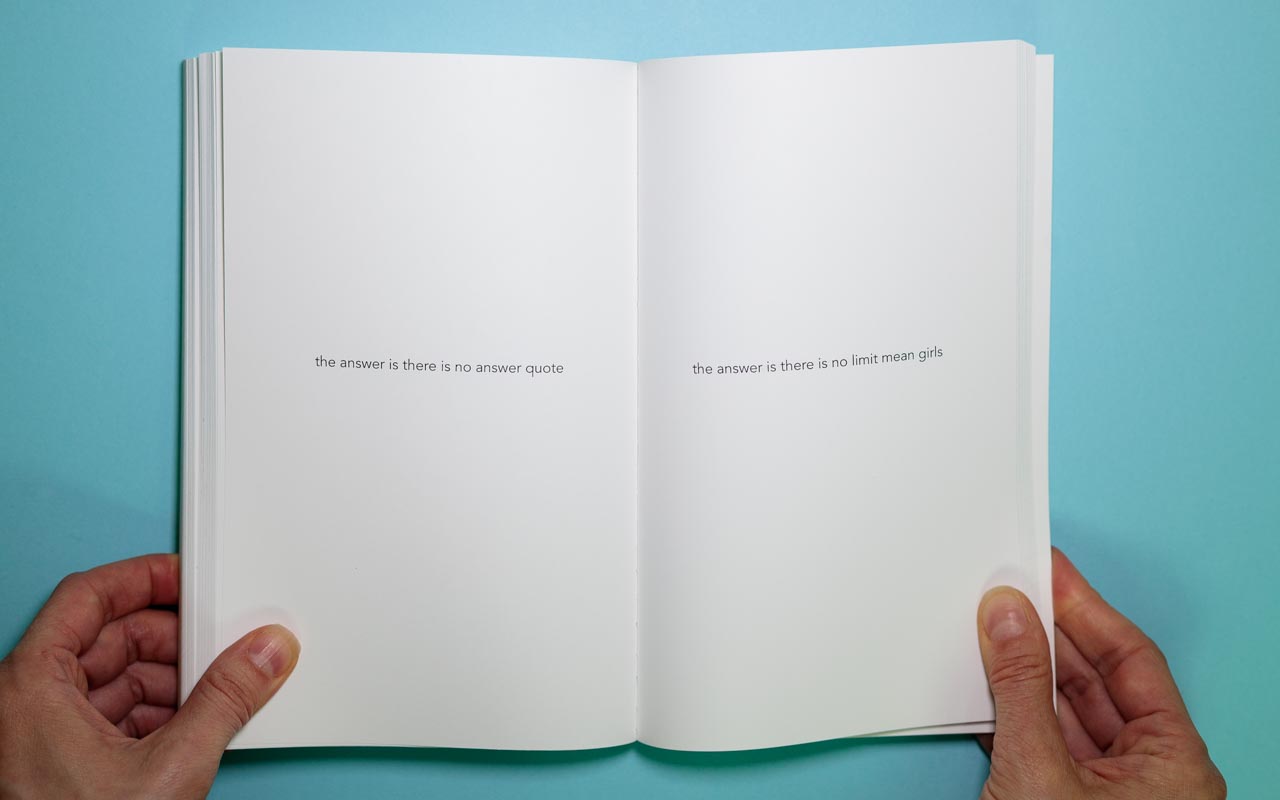 the answer is there is no answer quote
the answer is there is no limit mean girls